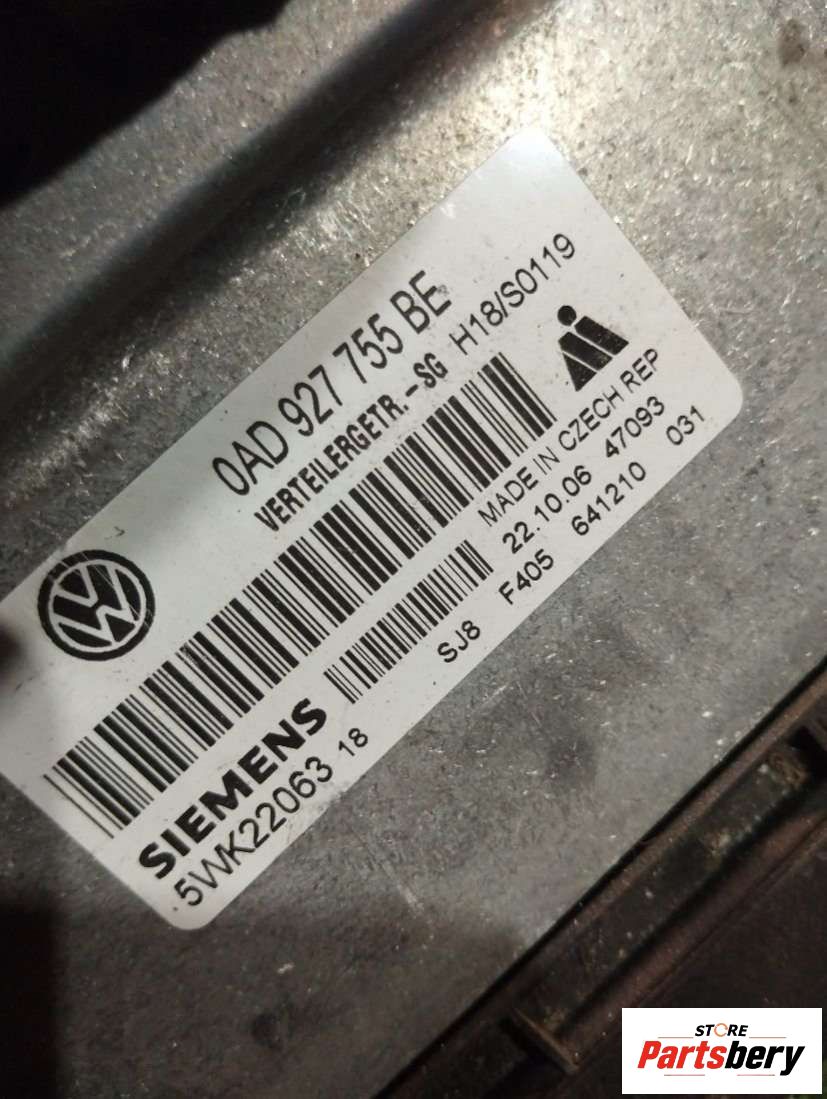 0AD 927 755 BE
VERTEILERGETR. -SG H18/S0119
MADE IN CZECH REP
22.10.06 47093
SJ8 F405 641210 031
SIEMENS
5WK22063 18
STORE
Partsbery